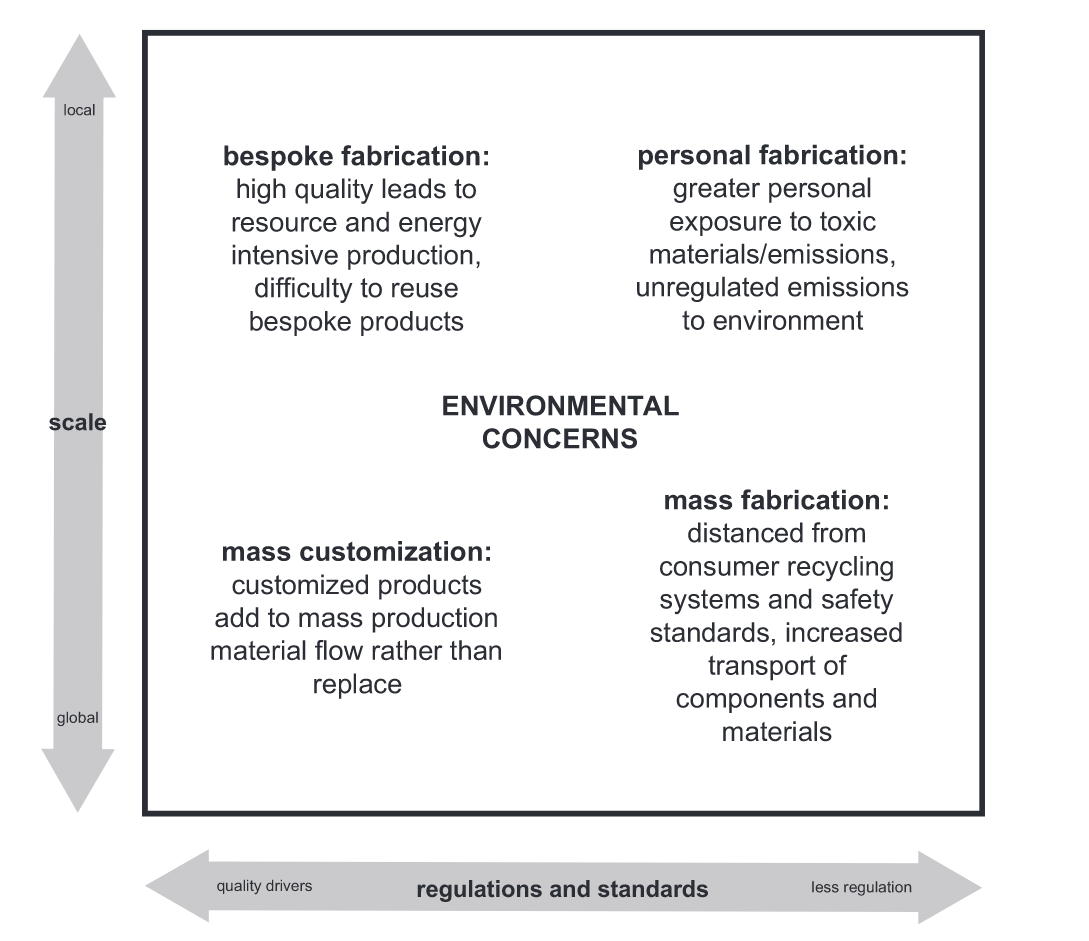 local
scale
global
bespoke fabrication:
high quality leads to
resource and energy
intensive production,
difficulty to reuse
bespoke products
personal fabrication:
greater personal
exposure to toxic
materials/emissions,
unregulated emissions
to environment
ENVIRONMENTAL
CONCERNS
mass customization:
customized products
add to mass production
material flow rather than
replace
mass fabrication:
distanced from
consumer recycling
systems and safety
standards, increased
transport of
components and
materials
quality drivers
regulations and standards
less regulation